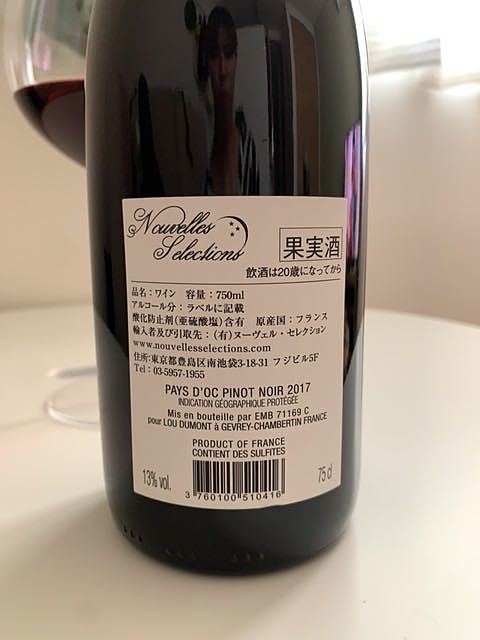 Nouvelles
Selections
果実酒
飲酒は20歳になってから
品名：ワイン 容量：750ml
アルコール分：ラベルに記載
酸化防止剤(亜硫酸塩)含有 原産国：フランス
輸入者及び引取先：(有)ヌーヴェル・セレクション
www.nouvellesselections.com
住所:東京都豊島区南池袋3-18-31 フジビル5F
Tel：03-5957-1955
PAYS D'OC PINOT NOIR 2017
INDICATION GÉOGRAPHIQUE PROTÉGÉE
Mis en bouteille par EMB 71169 C
pour LOU DUMONT à GEVREY-CHAMBERTIN FRANCE
PRODUCT OF FRANCE
CONTIENT DES SULFITES
13% vol.
75 cl
3 760100 510416